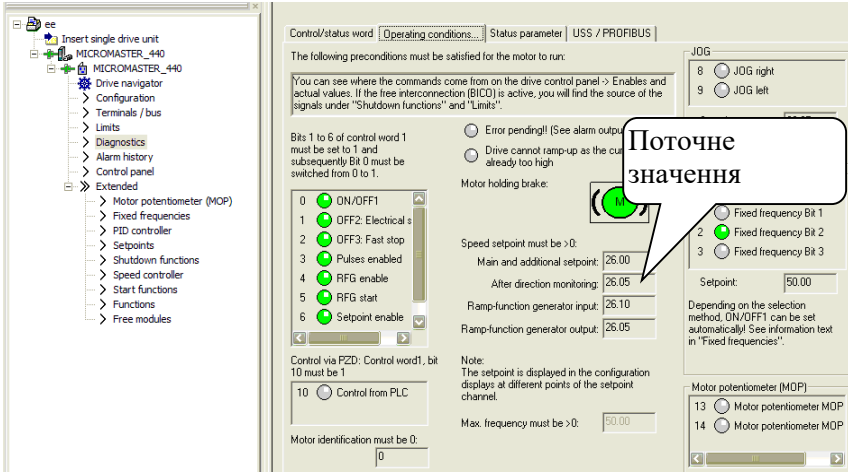 ee
Insert single drive unit
MICROMASTER_440
MICROMASTER_440
Drive navigator
Configuration
Terminals / bus
Limits
Diagnostics
Alarm history
Control panel
Extended
Motor potentiometer (MOP)
Fixed frequencies
PID controller
Setpoints
Shutdown functions
Speed controller
Start functions
Functions
Free modules
Control/status word
Operating conditions...
Status parameter
USS / PROFIBUS
The following preconditions must be satisfied for the motor to run:
You can see where the commands come from on the drive control panel -> Enables and
actual values. If the free interconnection (BICO) is active, you will find the source of the
signals under "Shutdown functions" and "Limits".
Bits 1 to 6 of control word 1
must be set to 1 and
subsequently Bit 0 must be
switched from 0 to 1.
0 ON/OFF1
1 OFF2: Electrical s
2 OFF3: Fast stop
3 Pulses enabled
4 RFG enable
5 RFG start
6 Setpoint enable
Control via PZD: Control word1, bit
10 must be 1
10 Control from PLC
Motor identification must be 0:
0
Error pending!! (See alarm outpu
Drive cannot ramp-up as the cu
already too high
Motor holding brake:
M
Speed setpoint must be >0:
Main and additional setpoint: 26.00
After direction monitoring: 26.05
Ramp-function generator input: 26.10
Ramp-function generator output: 26.05
Note:
The setpoint is displayed in the configuration
displays at different points of the setpoint
channel.
Max. frequency must be >0: 50.00
Поточне
значення
JOG
8 JOG right
9 JOG left
Fixed frequency Bit 1
2 Fixed frequency Bit 2
3 Fixed frequency Bit 3
Setpoint: 50.00
Depending on the selection
method, ON/OFF1 can be set
automatically! See information text
in "Fixed frequencies".
Motor potentiometer (MOP)
13 Motor potentiometer MOP
14 Motor potentiometer MOP